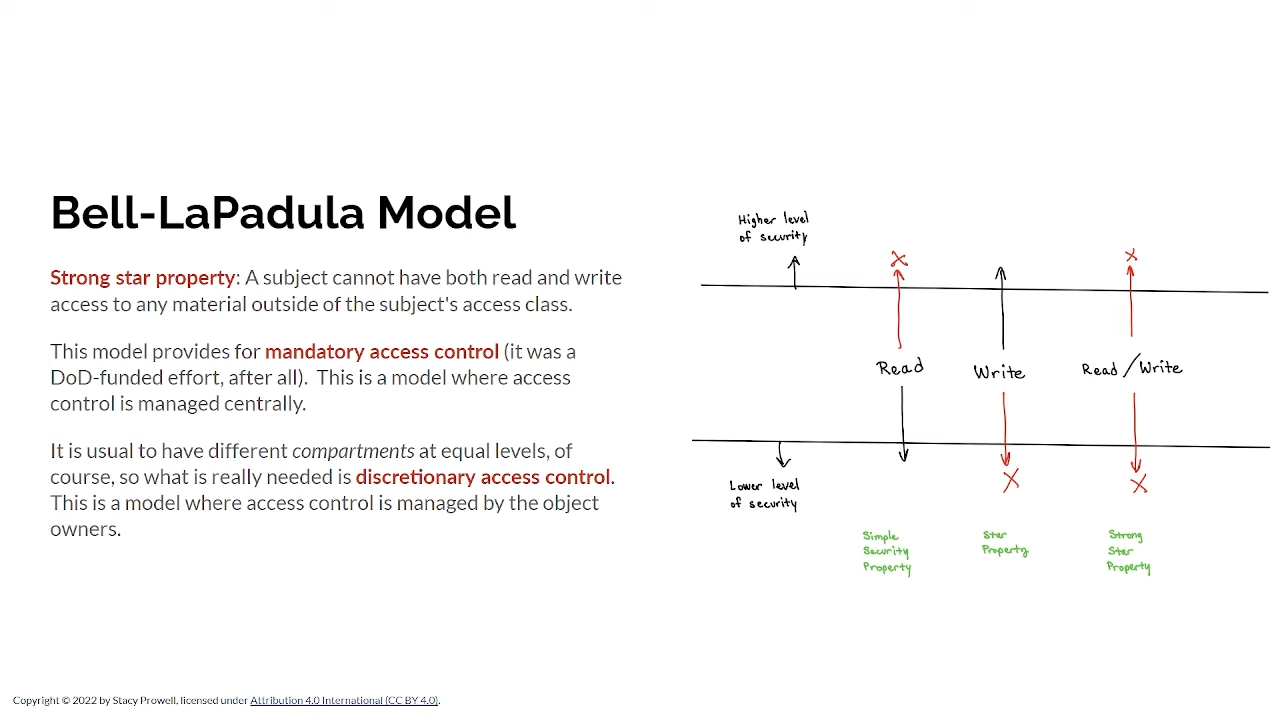 Bell-LaPadula Model
Strong star property: A subject cannot have both read and write
access to any material outside of the subject's access class.
This model provides for mandatory access control (it was a
DoD-funded effort, after all).  This is a model where access
control is managed centrally.
It is usual to have different compartments at equal levels, of
course, so what is really needed is discretionary access control.
This is a model where access control is managed by the object
owners.
Higher level
of security
X
X
Read
Write
Read/Write
X
X
Lower level
of security
Simple
Security
Property
Star
Property
Strong
Star
Property
Copyright © 2022 by Stacy Prowell, licensed under Attribution 4.0 International (CC BY 4.0).